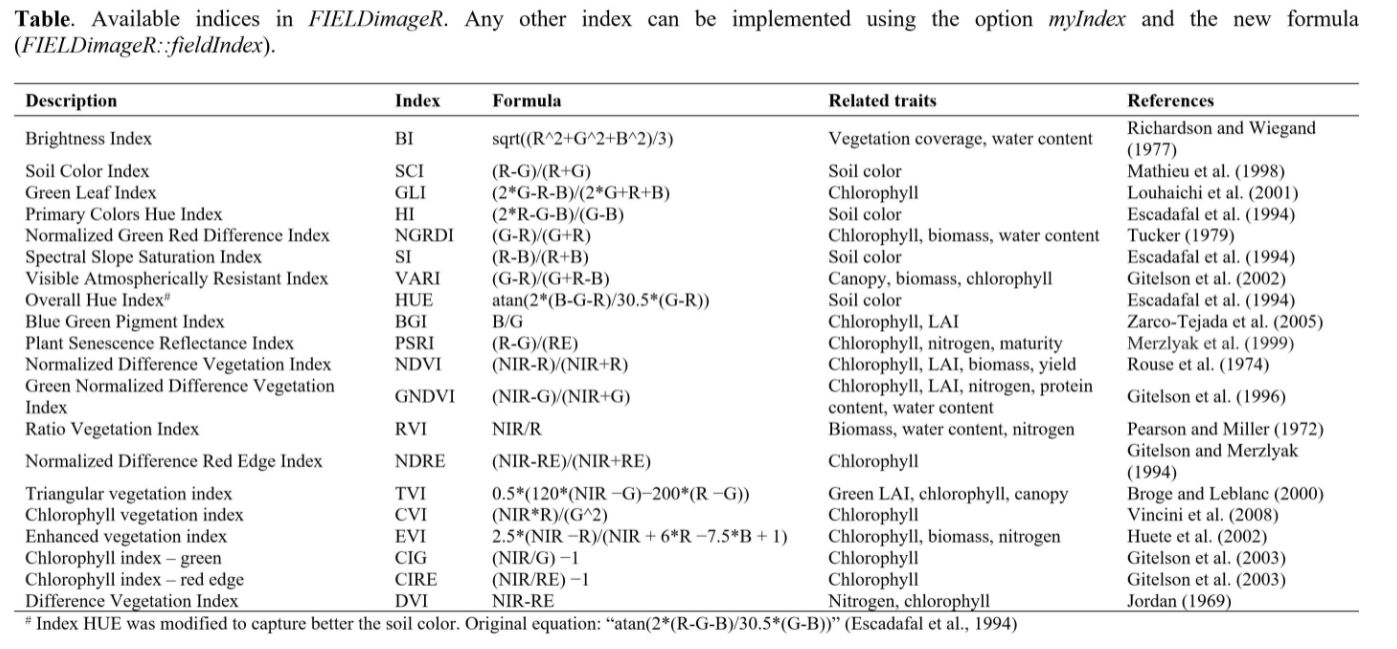 Table. Available indices in FIELDimageR. Any other index can be implemented using the option myIndex and the new formula
(FIELDimageR::fieldIndex).
Description Index Formula Related traits References
Brightness Index BI sqrt((R^2+G^2+B^2)/3) Vegetation coverage, water content Richardson and Wiegand
(1977)
Soil Color Index SCI (R-G)/(R+G) Soil color Mathieu et al. (1998)
Green Leaf Index GLI (2*G-R-B)/(2*G+R+B) Chlorophyll Louhaichi et al. (2001)
Primary Colors Hue Index HI (2*R-G-B)/(G-B) Soil color Escadafal et al. (1994)
Normalized Green Red Difference Index NGRDI (G-R)/(G+R) Chlorophyll, biomass, water content Tucker (1979)
Spectral Slope Saturation Index SI (R-B)/(R+B) Soil color Escadafal et al. (1994)
Visible Atmospherically Resistant Index VARI (G-R)/(G+R-B) Canopy, biomass, chlorophyll Gitelson et al. (2002)
Overall Hue Index# HUE atan(2*(B-G-R)/30.5*(G-R)) Soil color Escadafal et al. (1994)
Blue Green Pigment Index BGI B/G Chlorophyll, LAI Zarco-Tejada et al. (2005)
Plant Senescence Reflectance Index PSRI (R-G)/(RE) Chlorophyll, nitrogen, maturity Merzlyak et al. (1999)
Normalized Difference Vegetation Index NDVI (NIR-R)/(NIR+R) Chlorophyll, LAI, biomass, yield Rouse et al. (1974)
Green Normalized Difference Vegetation
Index GNDVI (NIR-G)/(NIR+G) Chlorophyll, LAI, nitrogen, protein
content, water content Gitelson et al. (1996)
Ratio Vegetation Index RVI NIR/R Biomass, water content, nitrogen Pearson and Miller (1972)
Normalized Difference Red Edge Index NDRE (NIR-RE)/(NIR+RE) Chlorophyll Gitelson and Merzlyak
(1994)
Triangular vegetation index TVI 0.5*(120*(NIR −G)−200*(R −G)) Green LAI, chlorophyll, canopy Broge and Leblanc (2000)
Chlorophyll vegetation index CVI (NIR*R)/(G^2) Chlorophyll Vincini et al. (2008)
Enhanced vegetation index EVI 2.5*(NIR −R)/(NIR + 6*R −7.5*B + 1) Chlorophyll, biomass, nitrogen Huete et al. (2002)
Chlorophyll index – green CIG (NIR/G) −1 Chlorophyll Gitelson et al. (2003)
Chlorophyll index – red edge CIRE (NIR/RE) −1 Chlorophyll Gitelson et al. (2003)
Difference Vegetation Index DVI NIR-RE Nitrogen, chlorophyll Jordan (1969)
# Index HUE was modified to capture better the soil color. Original equation: “atan(2*(R-G-B)/30.5*(G-B))” (Escadafal et al., 1994)